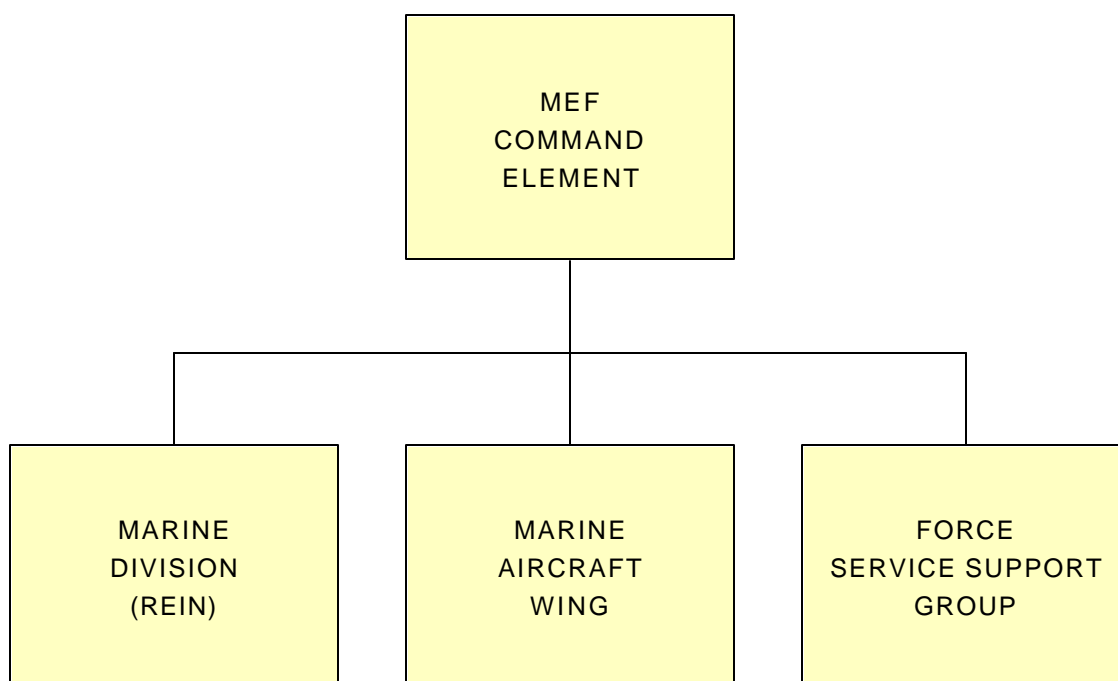 MEF
COMMAND
ELEMENT
MARINE
DIVISION
(REIN)
MARINE
AIRCRAFT
WING
FORCE
SERVICE SUPPORT
GROUP